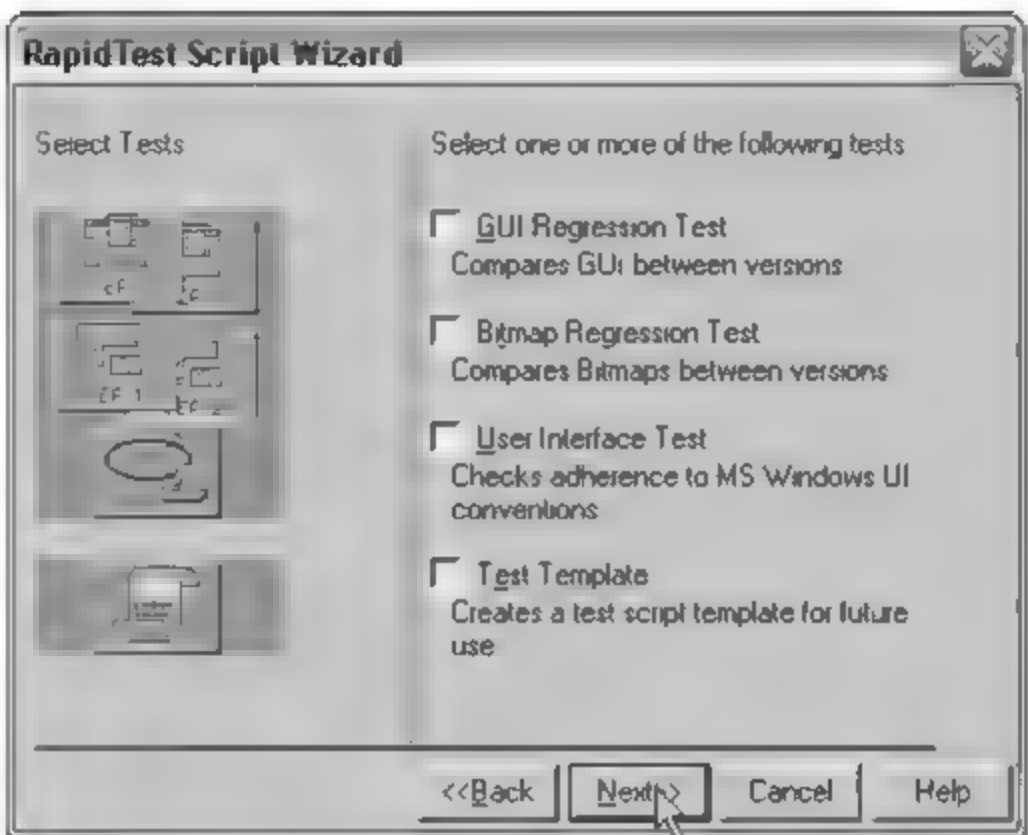 RapidTest Script Wizard
Select Tests
Select one or more of the following tests
GUI Regression Test
Compares GUI between versions
Bitmap Regression Test
Compares Bitmaps between versions
User Interface Test
Checks adherence to MS Windows UI
conventions
Test Template
Creates a test script template for future
use
<<Back
Next>>
Cancel
Help